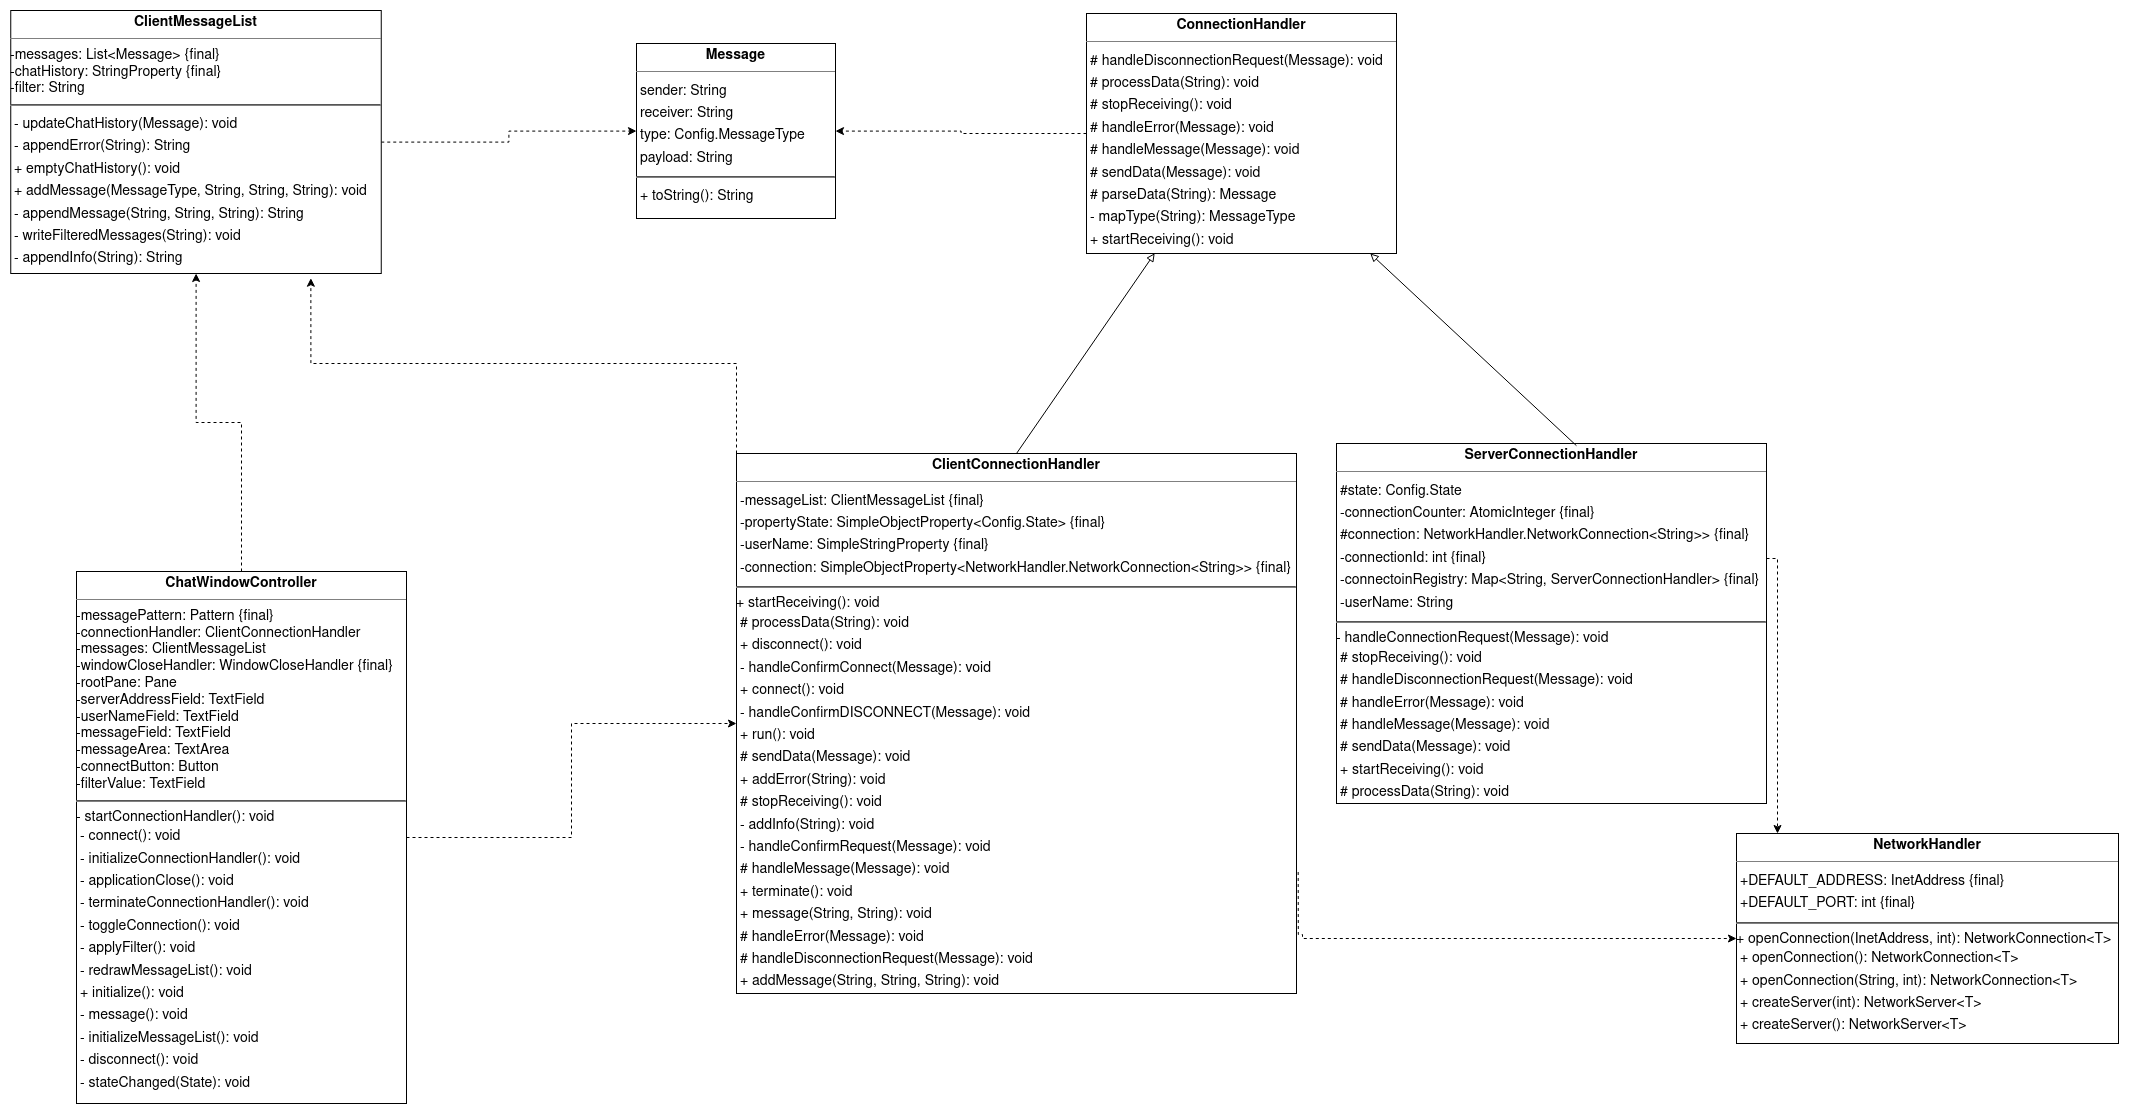 ClientMessageList
-messages: List<Message> {final}
-chatHistory: StringProperty {final}
-filter: String
- updateChatHistory(Message): void
- appendError(String): String
+ emptyChatHistory(): void
+ addMessage(MessageType, String, String, String): void
- appendMessage(String, String, String): String
- writeFilteredMessages(String): void
- appendInfo(String): String
Message
sender: String
receiver: String
type: Config.MessageType
payload: String
+ toString(): String
ConnectionHandler
# handleDisconnectionRequest(Message): void
# processData(String): void
# stopReceiving(): void
# handleError(Message): void
# handleMessage(Message): void
# sendData(Message): void
# parseData(String): Message
- mapType(String): MessageType
+ startReceiving(): void
ChatWindowController
-messagePattern: Pattern {final}
-connectionHandler: ClientConnectionHandler
-messages: ClientMessageList
-windowCloseHandler: WindowCloseHandler {final}
-rootPane: Pane
-serverAddressField: TextField
-userNameField: TextField
-messageField: TextField
-messageArea: TextArea
-connectButton: Button
-filterValue: TextField
- startConnectionHandler(): void
- connect(): void
- initializeConnectionHandler(): void
- applicationClose(): void
- terminateConnectionHandler(): void
- toggleConnection(): void
- applyFilter(): void
- redrawMessageList(): void
+ initialize(): void
- message(): void
- initializeMessageList(): void
- disconnect(): void
- stateChanged(State): void
ClientConnectionHandler
-messageList: ClientMessageList {final}
-propertyState: SimpleObjectProperty<Config.State> {final}
-userName: SimpleStringProperty {final}
-connection: SimpleObjectProperty<NetworkHandler.NetworkConnection<String>> {final}
+ startReceiving(): void
# processData(String): void
+ disconnect(): void
- handleConfirmConnect(Message): void
+ connect(): void
- handleConfirmDISCONNECT(Message): void
+ run(): void
# sendData(Message): void
+ addError(String): void
# stopReceiving(): void
- addInfo(String): void
- handleConfirmRequest(Message): void
# handleMessage(Message): void
+ terminate(): void
+ message(String, String): void
# handleError(Message): void
# handleDisconnectionRequest(Message): void
+ addMessage(String, String, String): void
ServerConnectionHandler
#state: Config.State
-connectionCounter: AtomicInteger {final}
#connection: NetworkHandler.NetworkConnection<String>> {final}
-connectionId: int {final}
-connectoinRegistry: Map<String, ServerConnectionHandler> {final}
-userName: String
- handleConnectionRequest(Message): void
# stopReceiving(): void
# handleDisconnectionRequest(Message): void
# handleError(Message): void
# handleMessage(Message): void
# sendData(Message): void
+ startReceiving(): void
# processData(String): void
NetworkHandler
+DEFAULT_ADDRESS: InetAddress {final}
+DEFAULT_PORT: int {final}
+ openConnection(InetAddress, int): NetworkConnection<T>
+ openConnection(): NetworkConnection<T>
+ openConnection(String, int): NetworkConnection<T>
+ createServer(int): NetworkServer<T>
+ createServer(): NetworkServer<T>